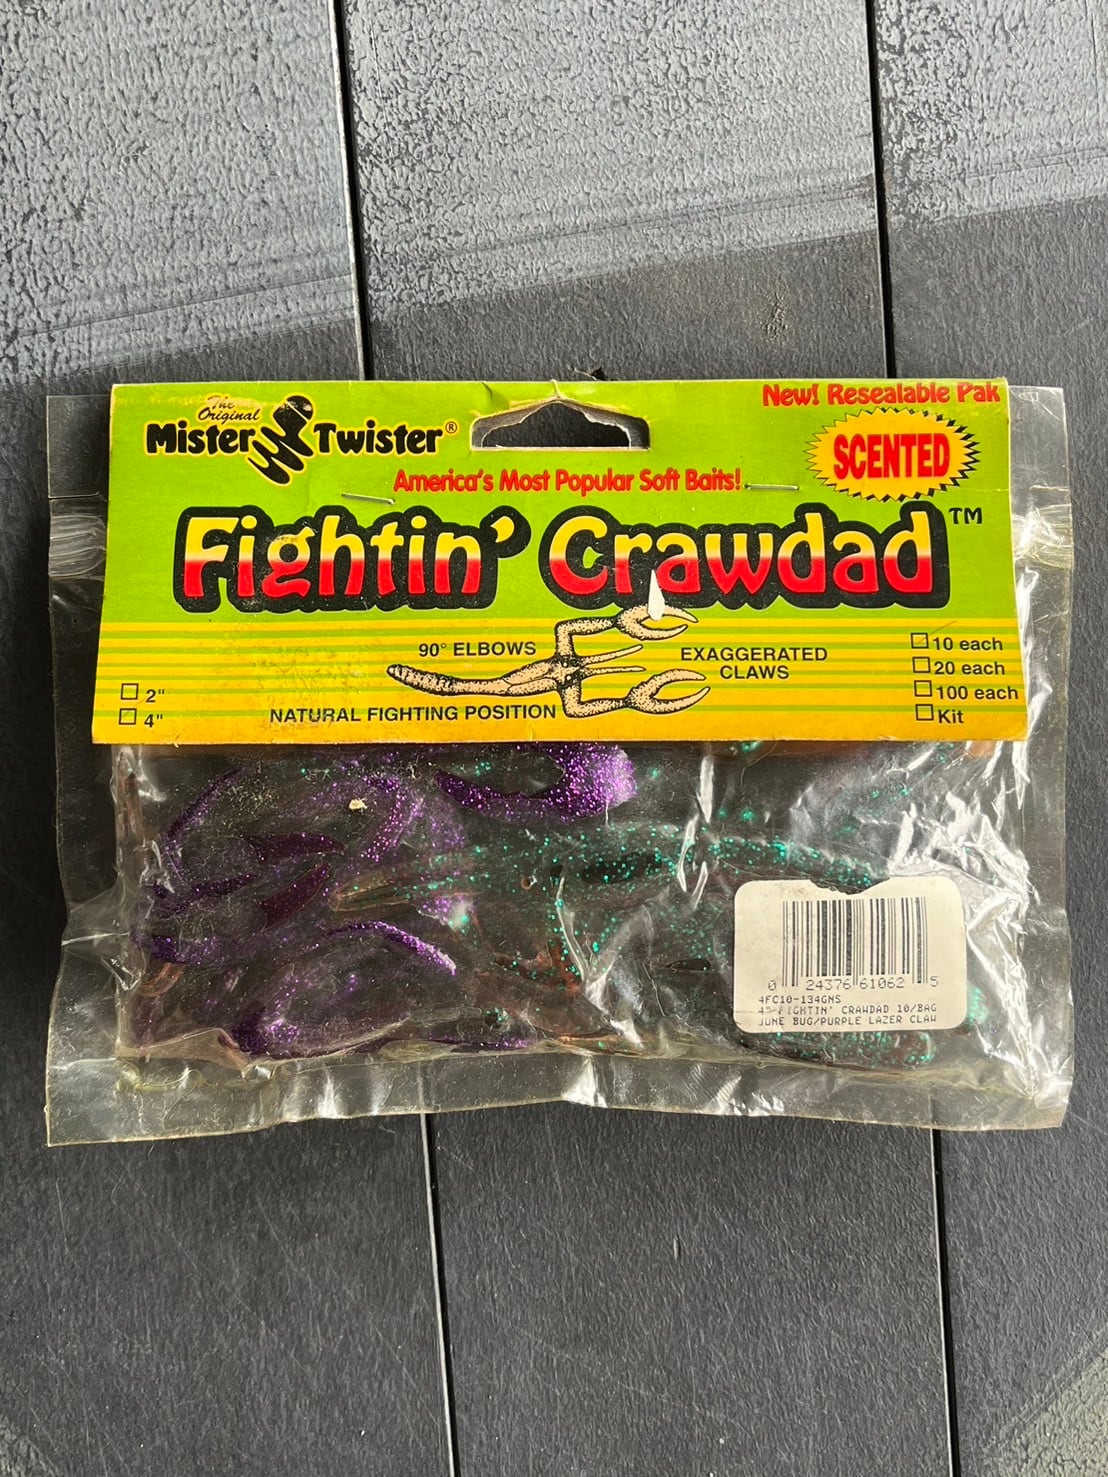 New! Resealable Pak
The
Original
Mister Twister®
SCENTED
America's Most Popular Soft Baits!
Fightin' Crawdad™
90° ELBOWS
EXAGGERATED
CLAWS
NATURAL FIGHTING POSITION
2"
4"
10 each
20 each
100 each
Kit
0 24376 61062 5
4FC10-134GNS
4" FIGHTIN' CRAWDAD 10/BAG
JUNE BUG/PURPLE LAZER CLAW